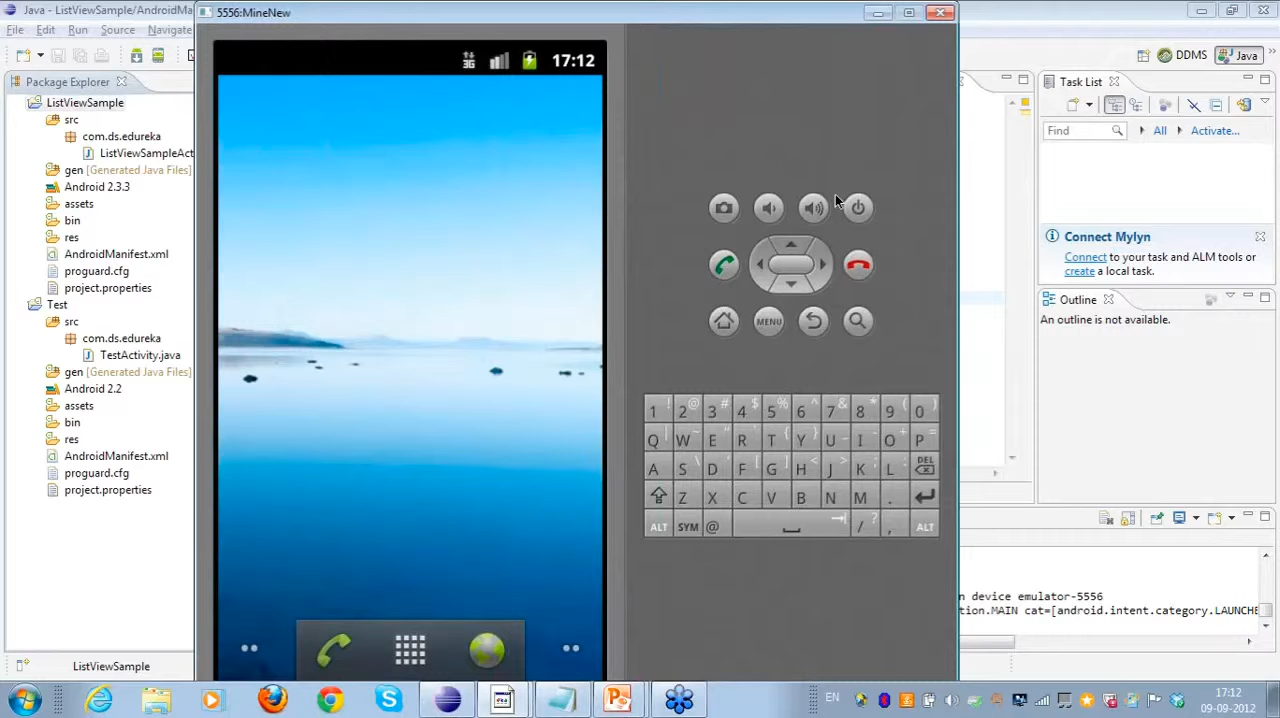 Java - ListViewSample/AndroidMa
5556:MineNew
File Edit Run Source Navigate
DDMS Java
Package Explorer
ListViewSample
src
com.ds.edureka
ListViewSampleAct
gen [Generated Java Files]
Android 2.3.3
assets
bin
res
AndroidManifest.xml
proguard.cfg
project.properties
Test
src
com.ds.edureka
TestActivity.java
gen [Generated Java Files]
Android 2.2
assets
bin
res
AndroidManifest.xml
proguard.cfg
project.properties
ListViewSample
3G 17:12
MENU
1 ! 2 @ 3 # 4 $ 5 % 6 ^ 7 & 8 * 9 ( 0 )
Q | W ~ E " R ` T { Y } U _ I - O + P =
A S \ D ' F [ G ] H < J > K ; L : DEL
Z X C V B N M .
ALT SYM @ / ? , ALT
Task List
Find All Activate...
Connect Mylyn
Connect to your task and ALM tools or
create a local task.
Outline
An outline is not available.
n device emulator-5556
tion.MAIN cat=[android.intent.category.LAUNCHE
EN 17:12
09-09-2012